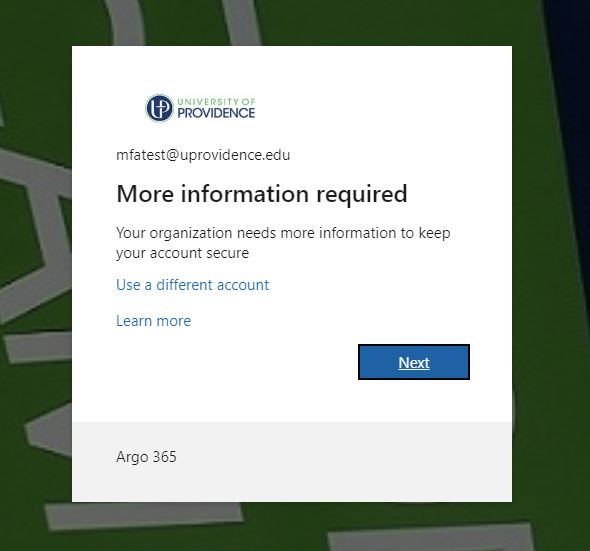 UP
UNIVERSITY OF
PROVIDENCE
mfatest@uprovidence.edu
More information required
Your organization needs more information to keep
your account secure
Use a different account
Learn more
Next
Argo 365